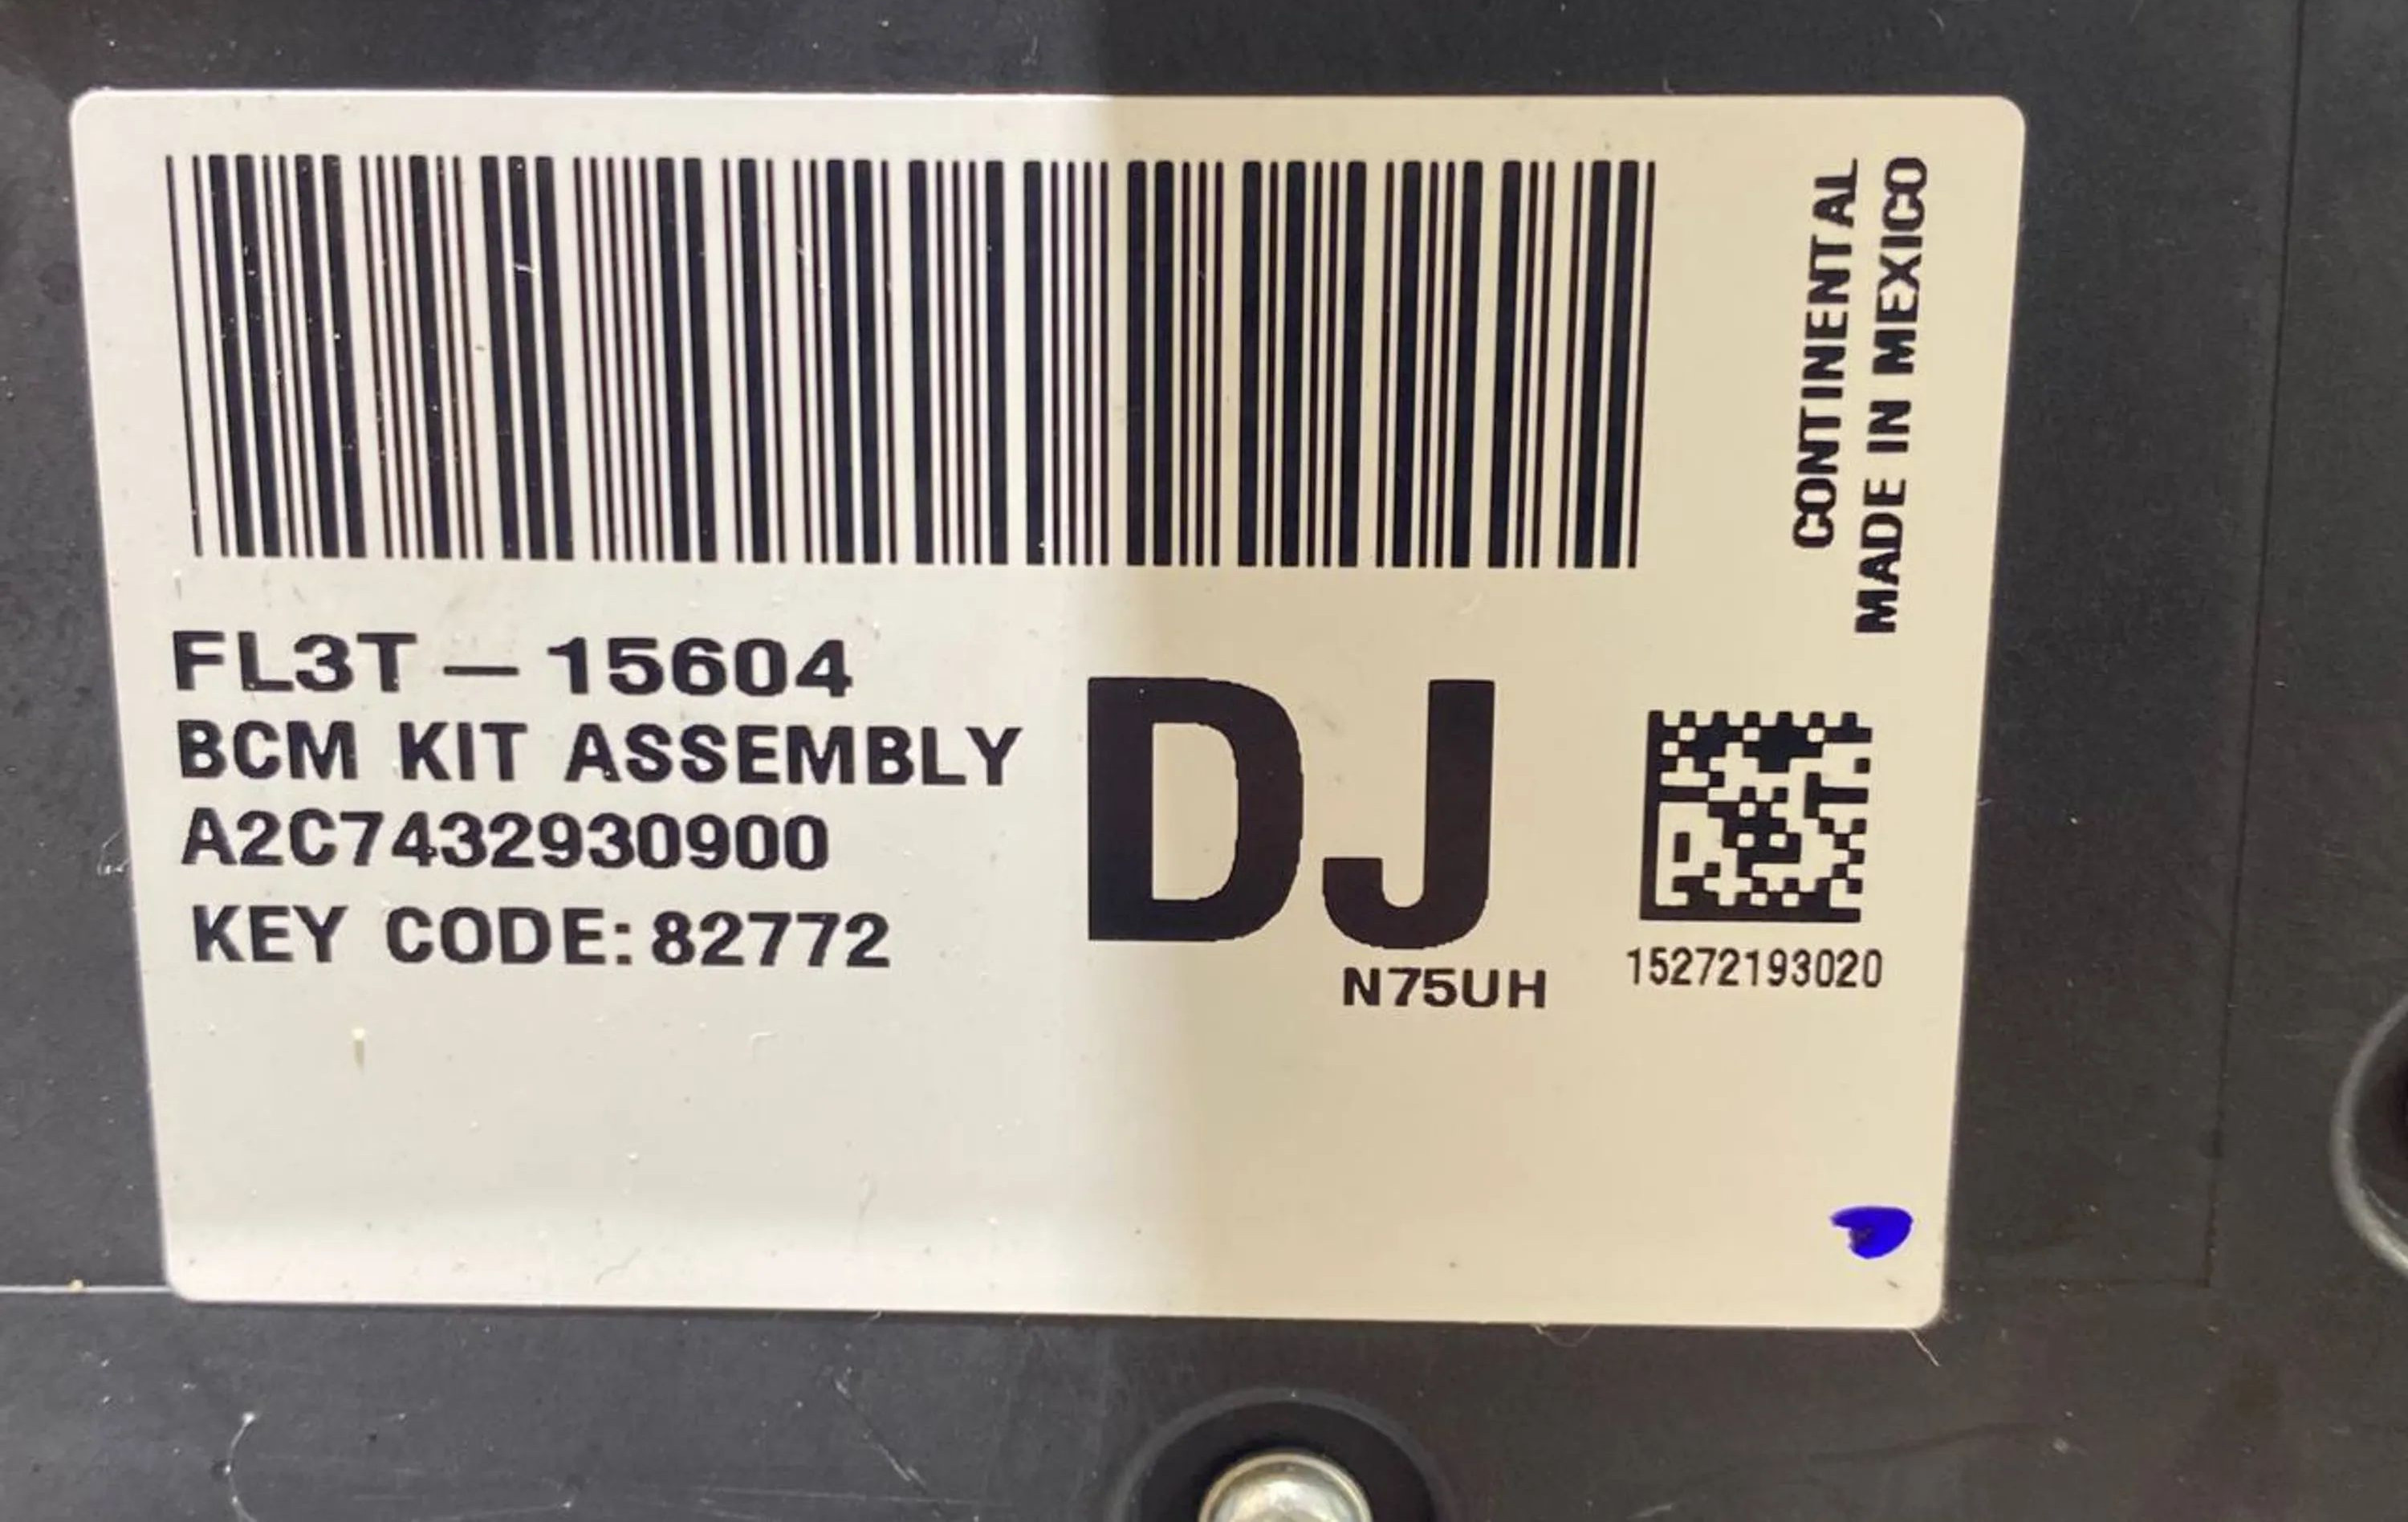 CONTINENTAL
MADE IN MEXICO
FL3T — 15604
BCM KIT ASSEMBLY
A2C7432930900
KEY CODE: 82772
DJ
N75UH
15272193020